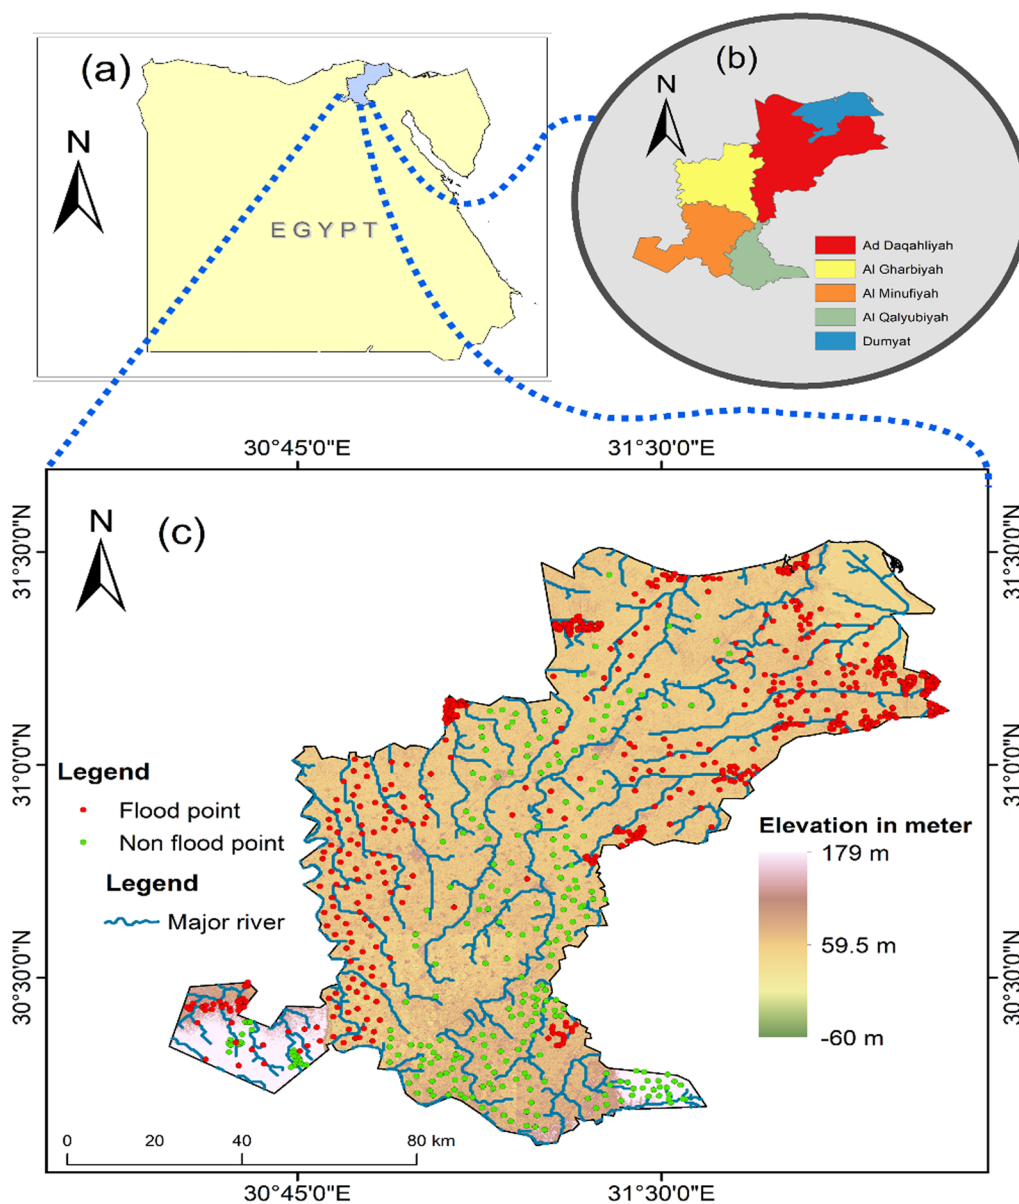 (a)
N
EGYPT
(b)
N
Ad Daqahliyah
Al Gharbiyah
Al Minufiyah
Al Qalyubiyah
Dumyat
30°45'0"E
31°30'0"E
N
(c)
31°30'0"N
31°30'0"N
31°0'0"N
31°0'0"N
30°30'0"N
30°30'0"N
Legend
Flood point
Non flood point
Legend
Major river
Elevation in meter
179 m
59.5 m
-60 m
0
20
40
80 km
30°45'0"E
31°30'0"E